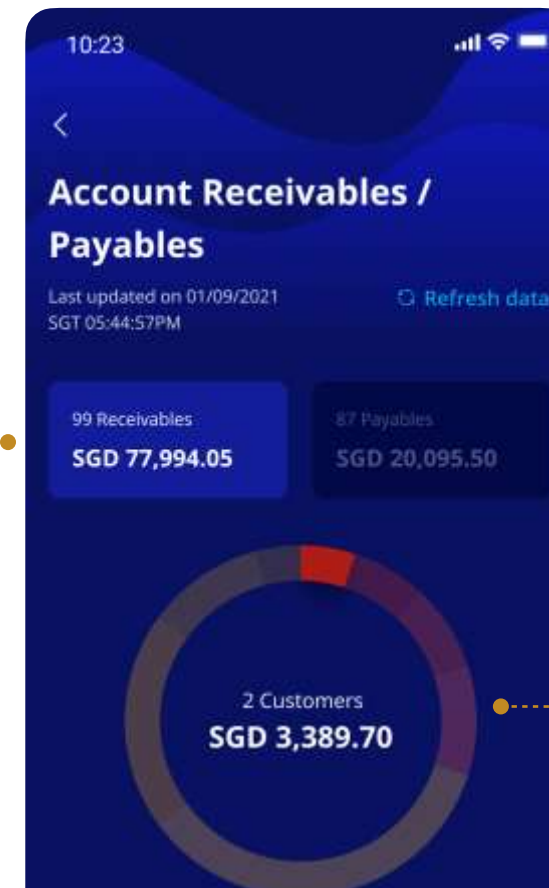 10:23
Account Receivables /
Payables
Last updated on 01/09/2021
SGT 05:44:57PM
Refresh data
99 Receivables
SGD 77,994.05
87 Payables
SGD 20,095.50
2 Customers
SGD 3,389.70